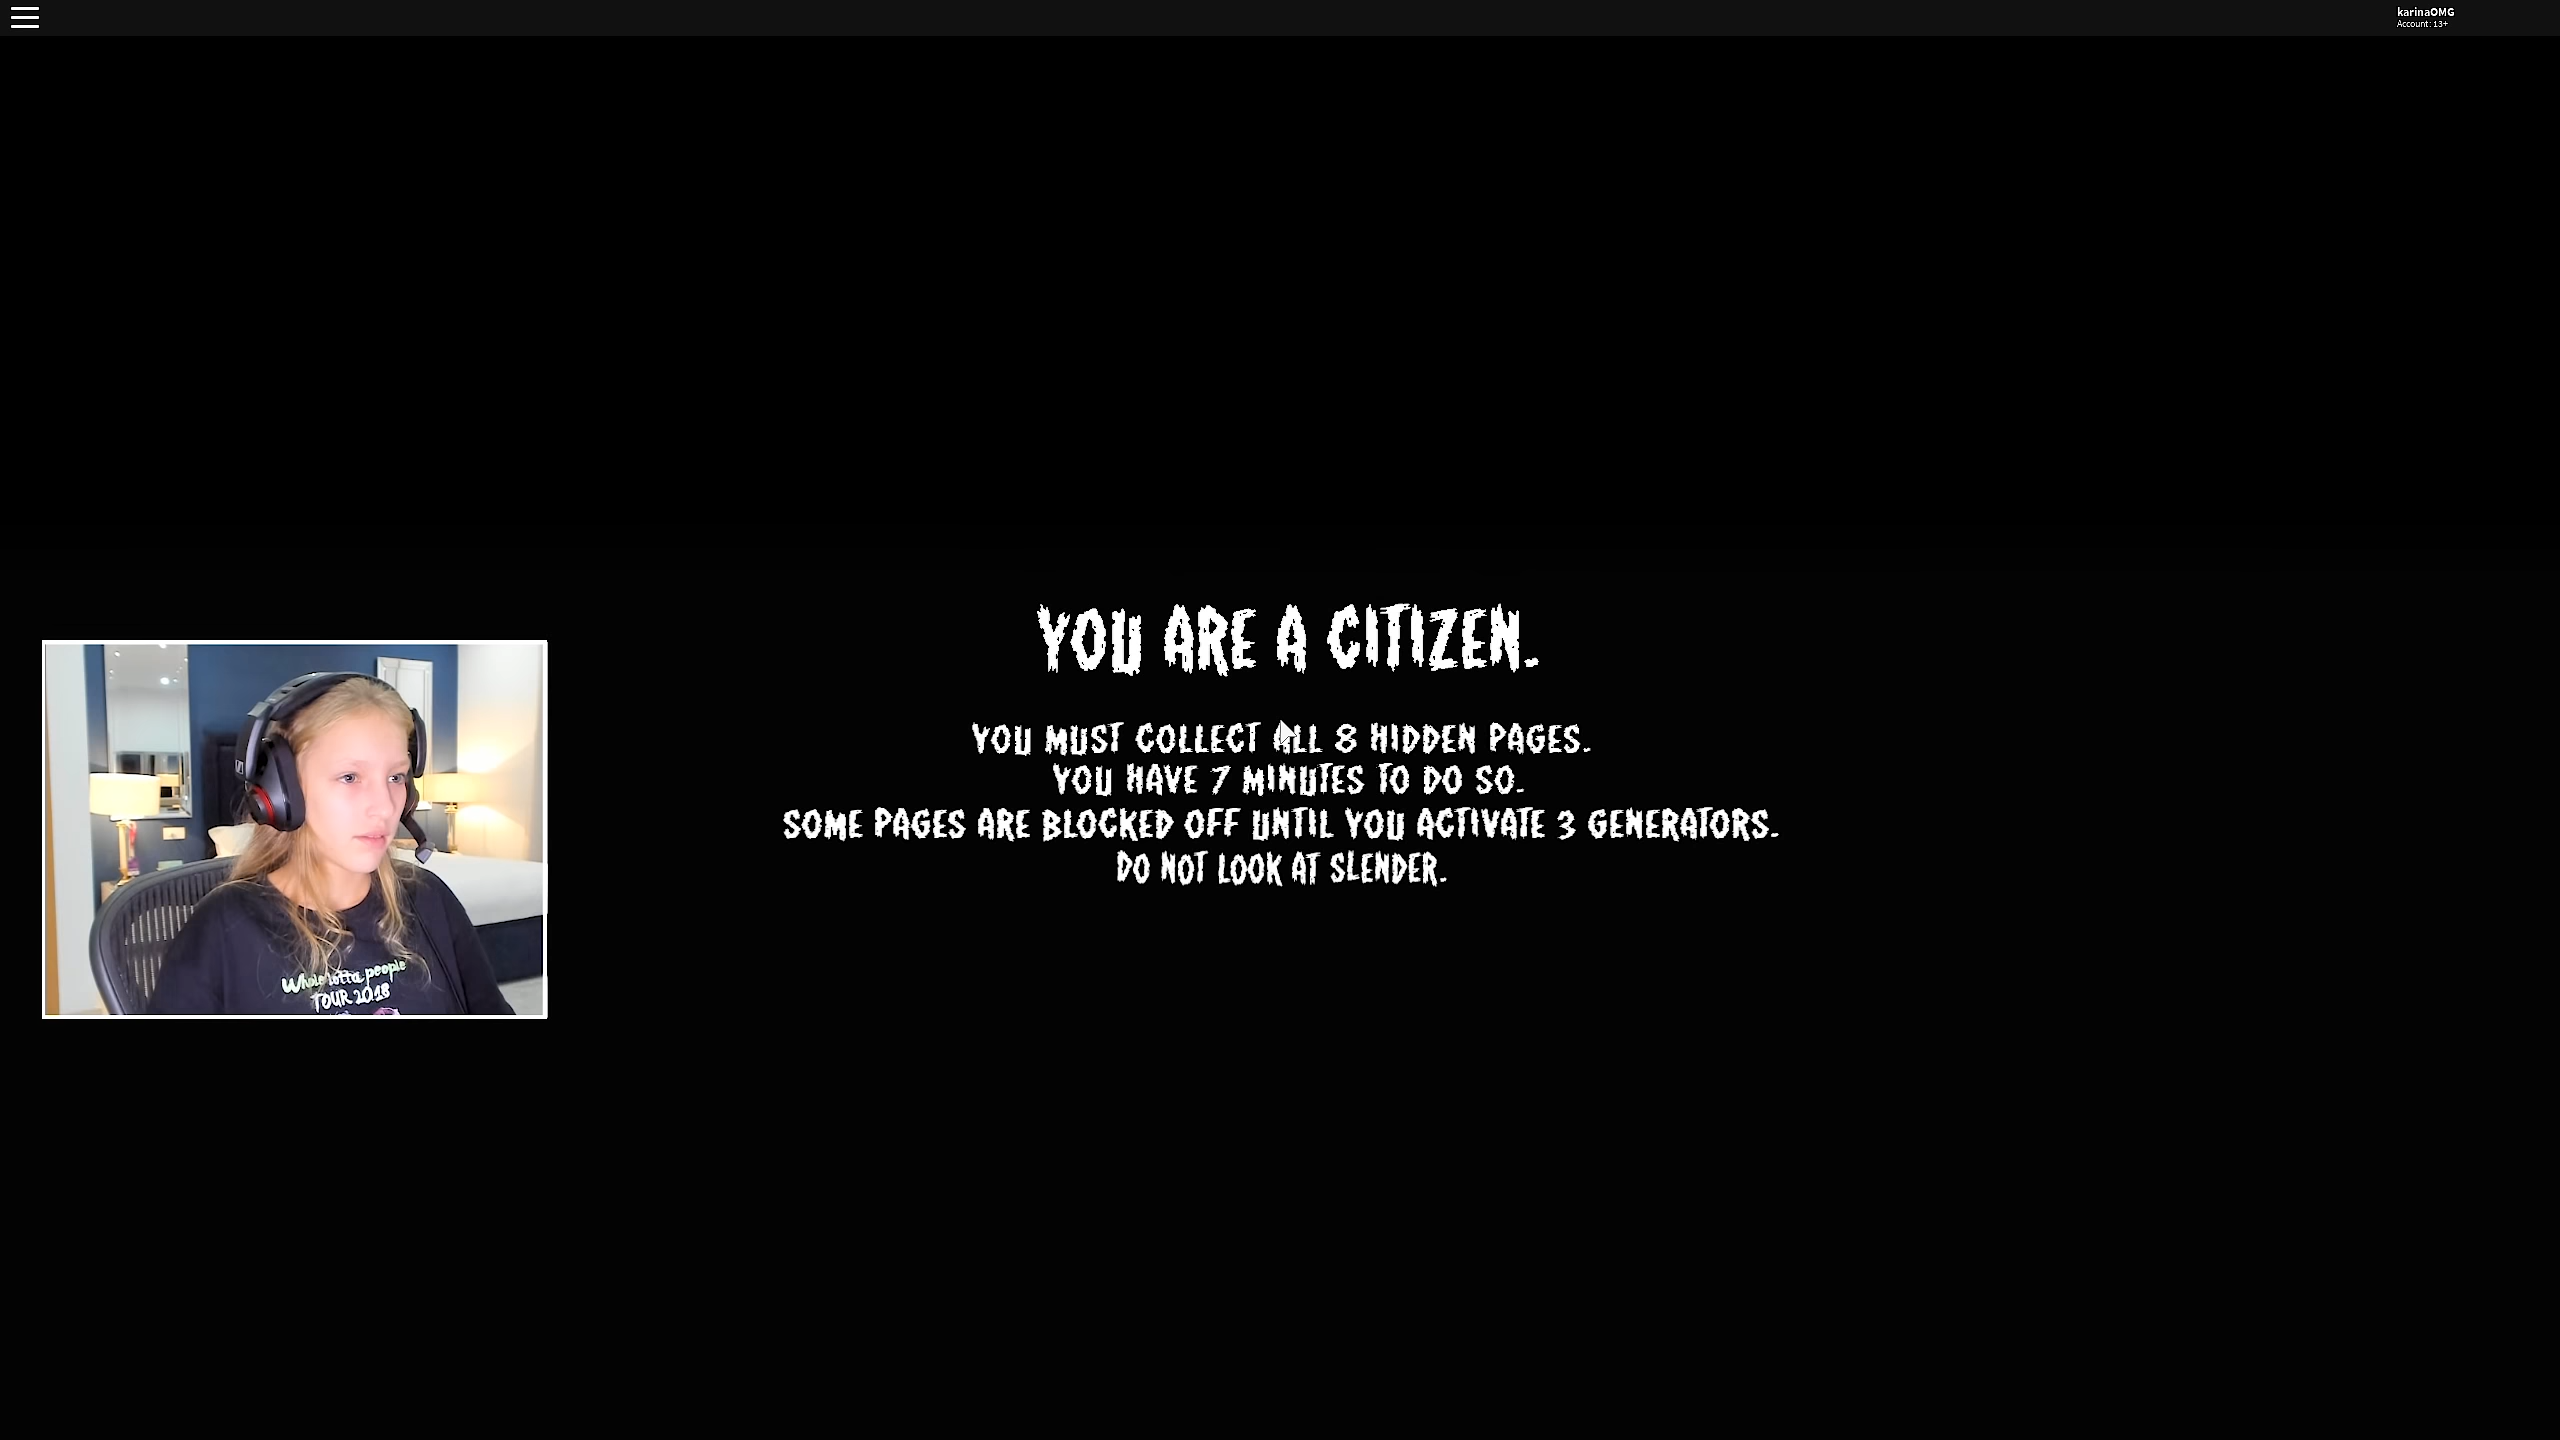 karinaOMG
Account: 13+
YOU ARE A CITIZEN.
YOU MUST COLLECT ALL 8 HIDDEN PAGES.
YOU HAVE 7 MINUTES TO DO SO.
SOME PAGES ARE BLOCKED OFF UNTIL YOU ACTIVATE 3 GENERATORS.
DO NOT LOOK AT SLENDER.
Whole lotta people
TOUR 2018